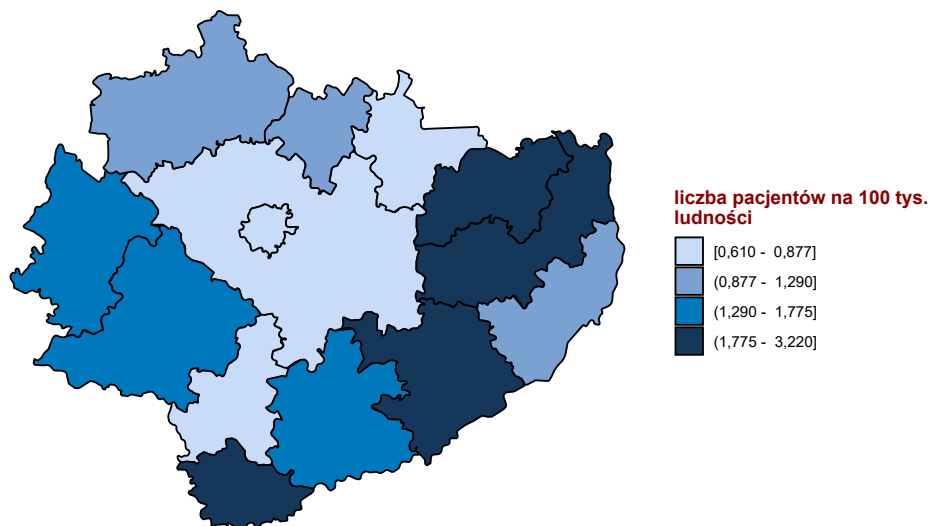 liczba pacjentów na 100 tys.
ludności
[0,610 - 0,877]
(0,877 - 1,290]
(1,290 - 1,775]
(1,775 - 3,220]